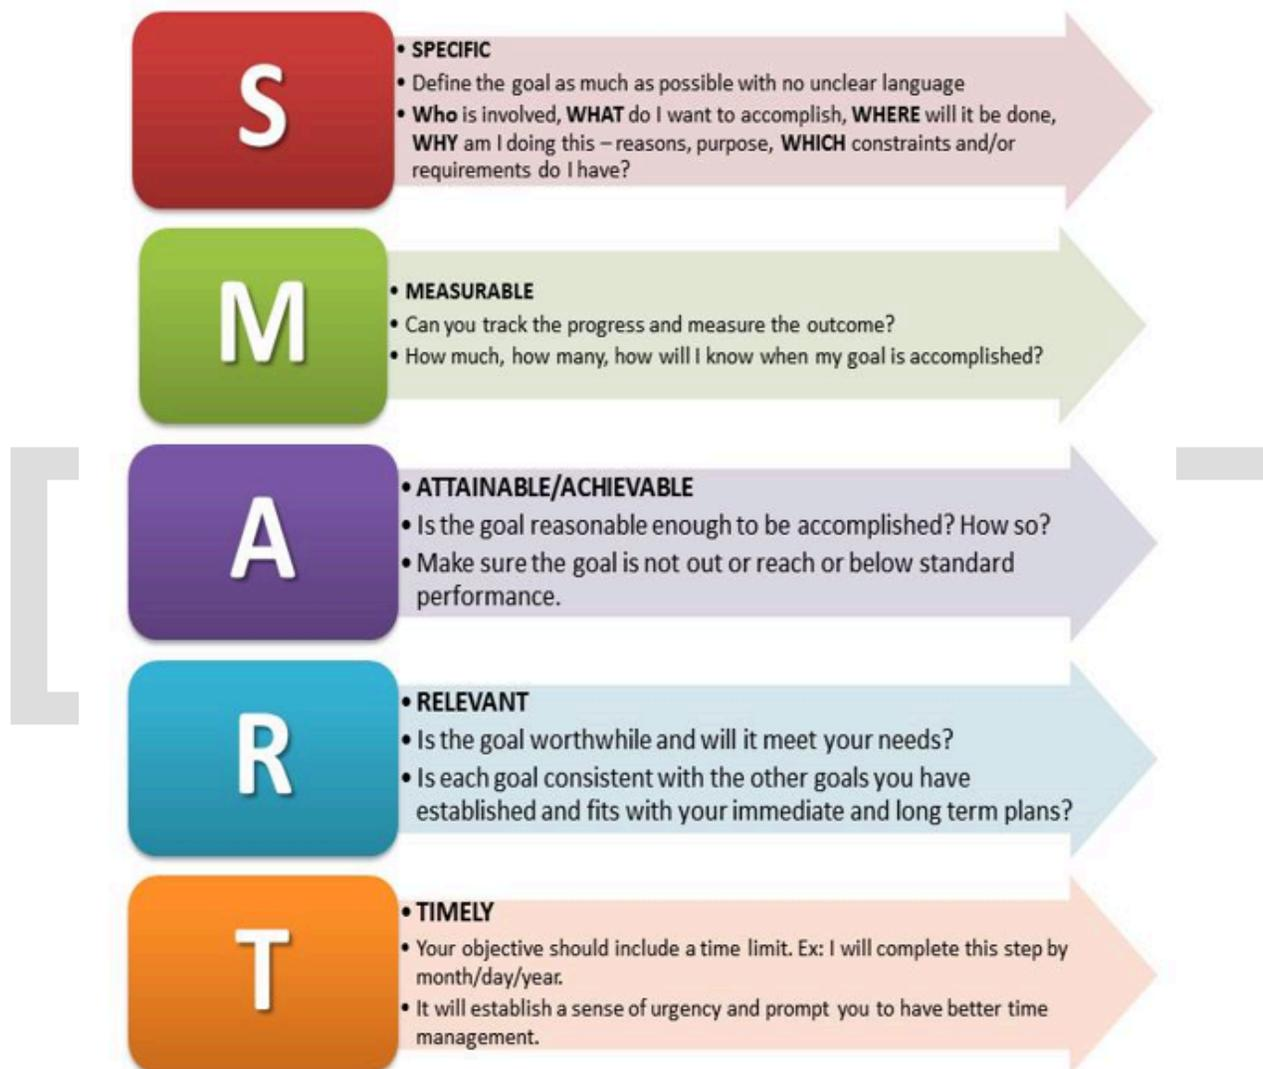 S
• SPECIFIC
• Define the goal as much as possible with no unclear language
• Who is involved, WHAT do I want to accomplish, WHERE will it be done,
WHY am I doing this – reasons, purpose, WHICH constraints and/or
requirements do I have?
M
• MEASURABLE
• Can you track the progress and measure the outcome?
• How much, how many, how will I know when my goal is accomplished?
A
• ATTAINABLE/ACHIEVABLE
• Is the goal reasonable enough to be accomplished? How so?
• Make sure the goal is not out or reach or below standard
performance.
R
• RELEVANT
• Is the goal worthwhile and will it meet your needs?
• Is each goal consistent with the other goals you have
established and fits with your immediate and long term plans?
T
• TIMELY
• Your objective should include a time limit. Ex: I will complete this step by
month/day/year.
• It will establish a sense of urgency and prompt you to have better time
management.